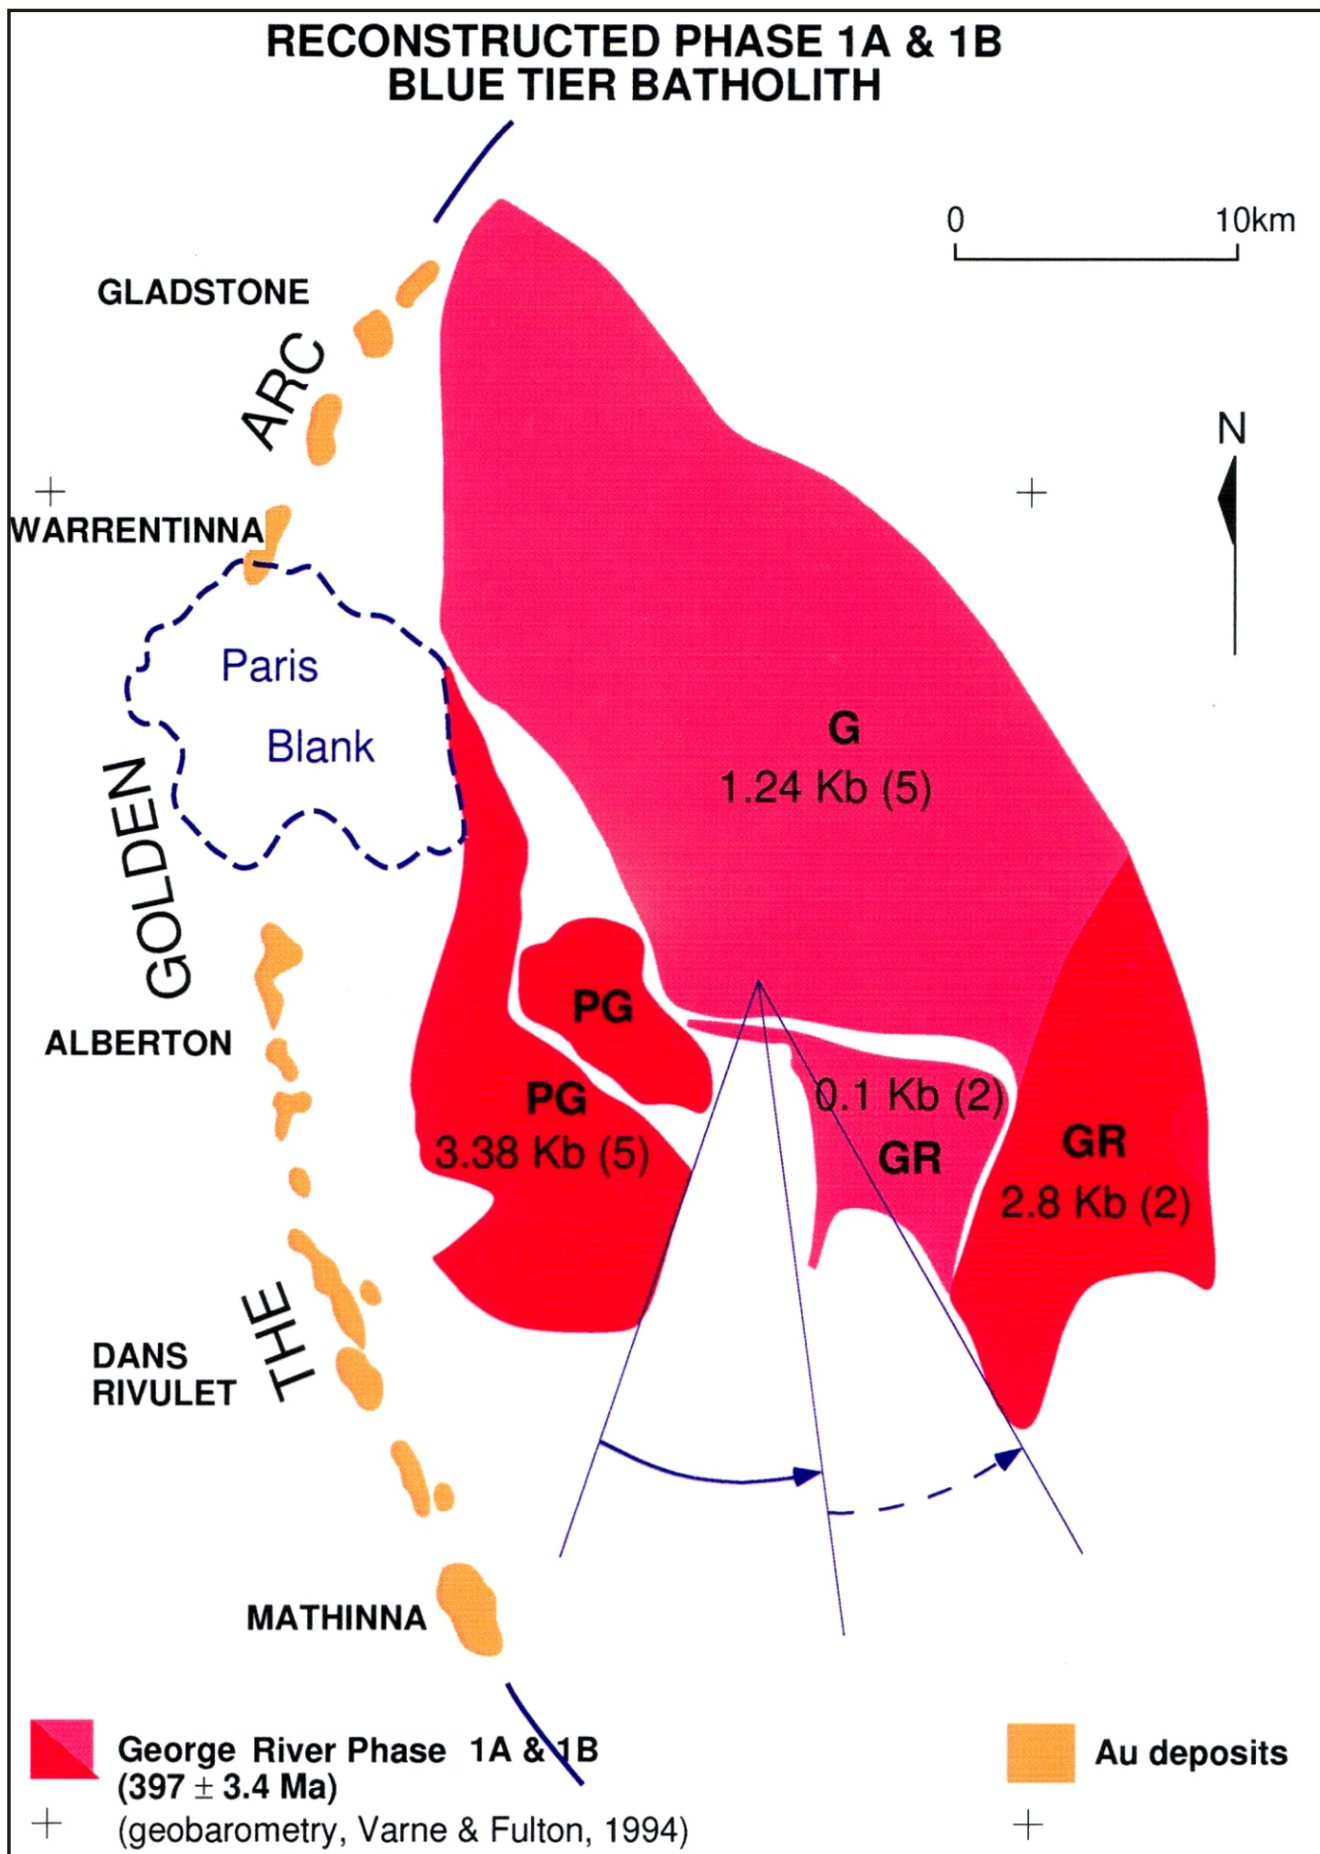 RECONSTRUCTED PHASE 1A & 1B
BLUE TIER BATHOLITH
0 10km
GLADSTONE
ARC
N
WARRENTINNA
Paris
Blank
G
1.24 Kb (5)
GOLDEN
PG
ALBERTON
PG
3.38 Kb (5)
0.1 Kb (2)
GR
GR
2.8 Kb (2)
THE
DANS
RIVULET
MATHINNA
George River Phase 1A & 1B
(397 ± 3.4 Ma)
(geobarometry, Varne & Fulton, 1994)
Au deposits